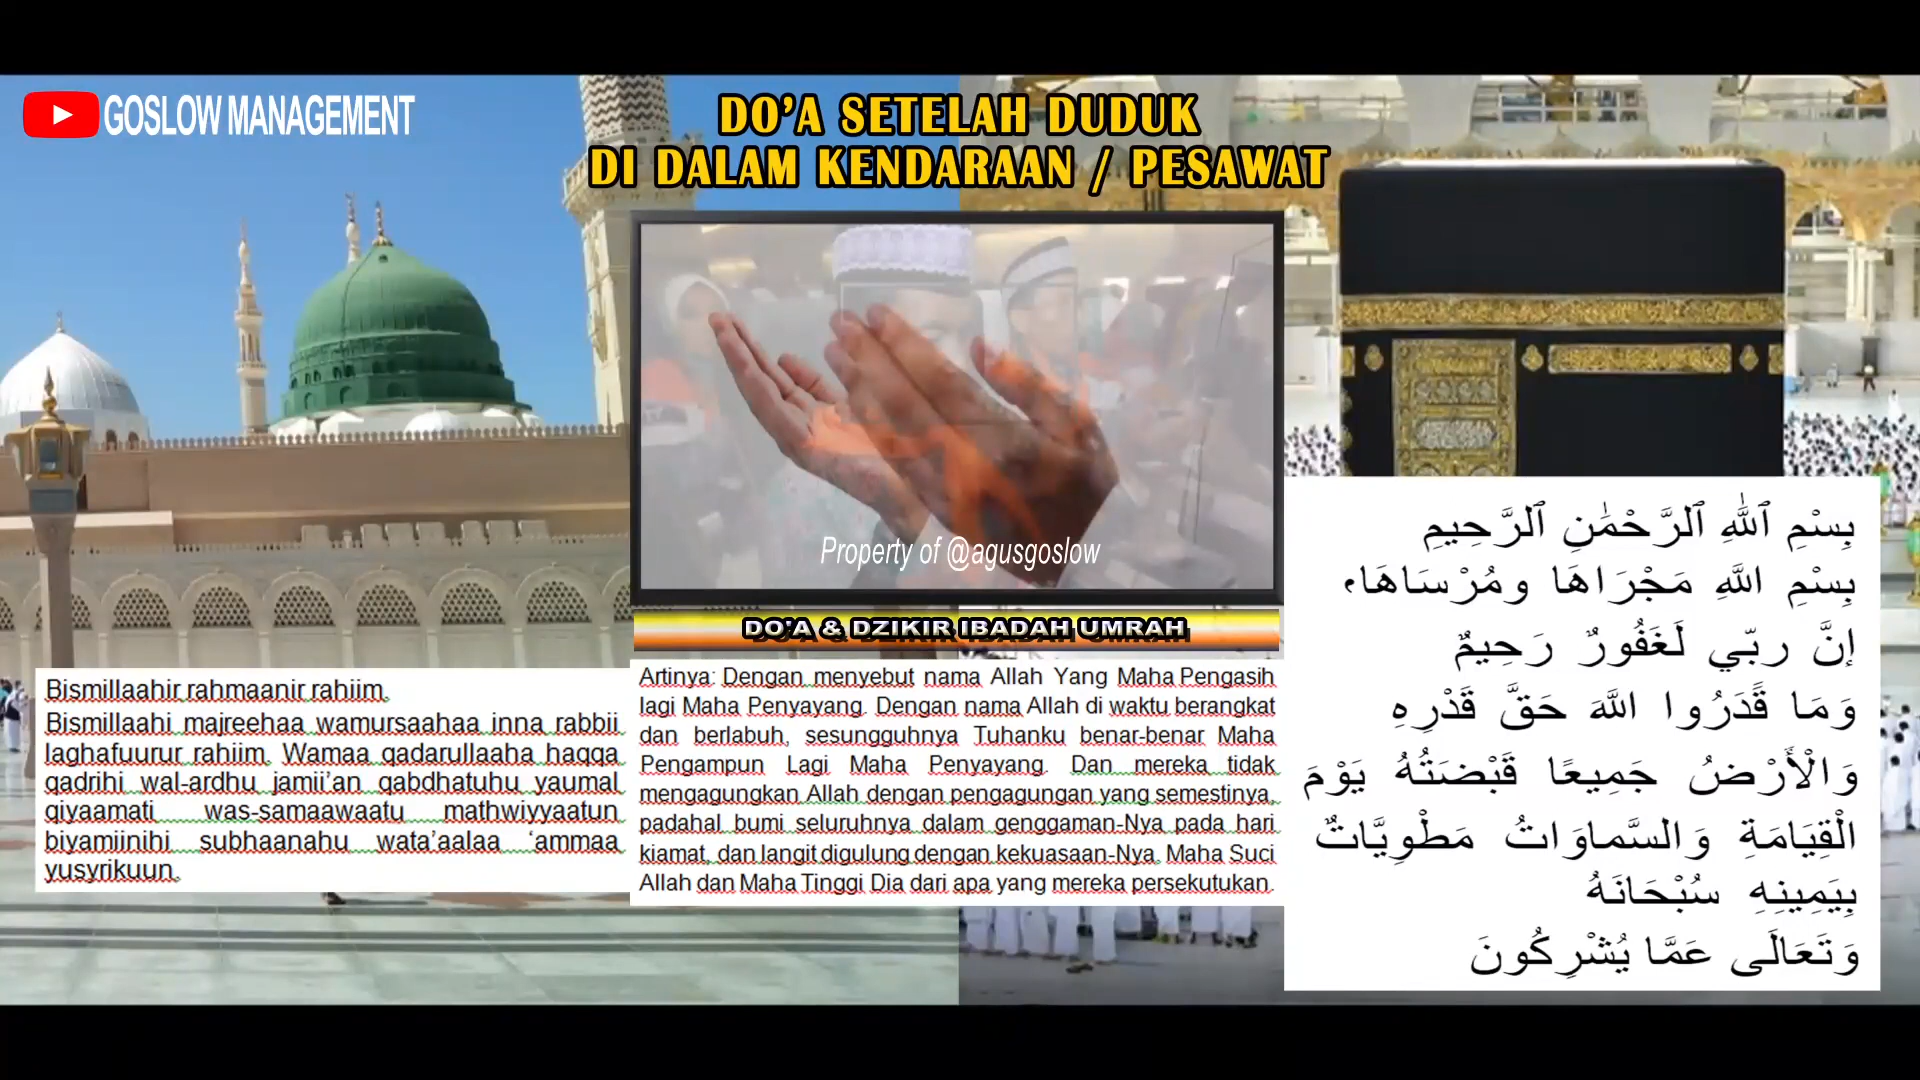 GOSLOW MANAGEMENT
DO'A SETELAH DUDUK
DI DALAM KENDARAAN / PESAWAT
Property of @agusgoslow
DO'A & DZIKIR IBADAH UMRAH
Bismillaahir rahmaanir rahiim.
Bismillaahi majreehaa wamursaahaa inna rabbii
laghafuurur rahiim. Wamaa qadarullaaha haqqa
qadrihi wal-ardhu jamii'an qabdhatuhu yaumal
qiyaamati was-samaawaatu mathwiyyaatun
biyamiinihi subhaanahu wata'aalaa 'ammaa
yusyrikuun.
Artinya: Dengan menyebut nama Allah Yang Maha Pengasih
lagi Maha Penyayang. Dengan nama Allah di waktu berangkat
dan berlabuh, sesungguhnya Tuhanku benar-benar Maha
Pengampun Lagi Maha Penyayang. Dan mereka tidak
mengagungkan Allah dengan pengagungan yang semestinya,
padahal bumi seluruhnya dalam genggaman-Nya pada hari
kiamat, dan langit digulung dengan kekuasaan-Nya. Maha Suci
Allah dan Maha Tinggi Dia dari apa yang mereka persekutukan.
بِسْمِ ٱللَّهِ ٱلرَّحْمَٰنِ ٱلرَّحِيمِ
بِسْمِ اللَّهِ مَجْرَاهَا ومُرْسَاهَاۚ
إنَّ ربّي لَغَفُورٌ رَحِيمٌ
وَمَا قَدَرُوا اللَّهَ حَقَّ قَدْرِهِ
وَالْأَرْضُ جَمِيعًا قَبْضَتُهُ يَوْمَ
الْقِيَامَةِ وَالسَّماوَاتُ مَطْوِيَّاتٌ
بِيَمِينِهِ سُبْحَانَهُ
وَتَعَالَى عَمَّا يُشْرِكُونَ